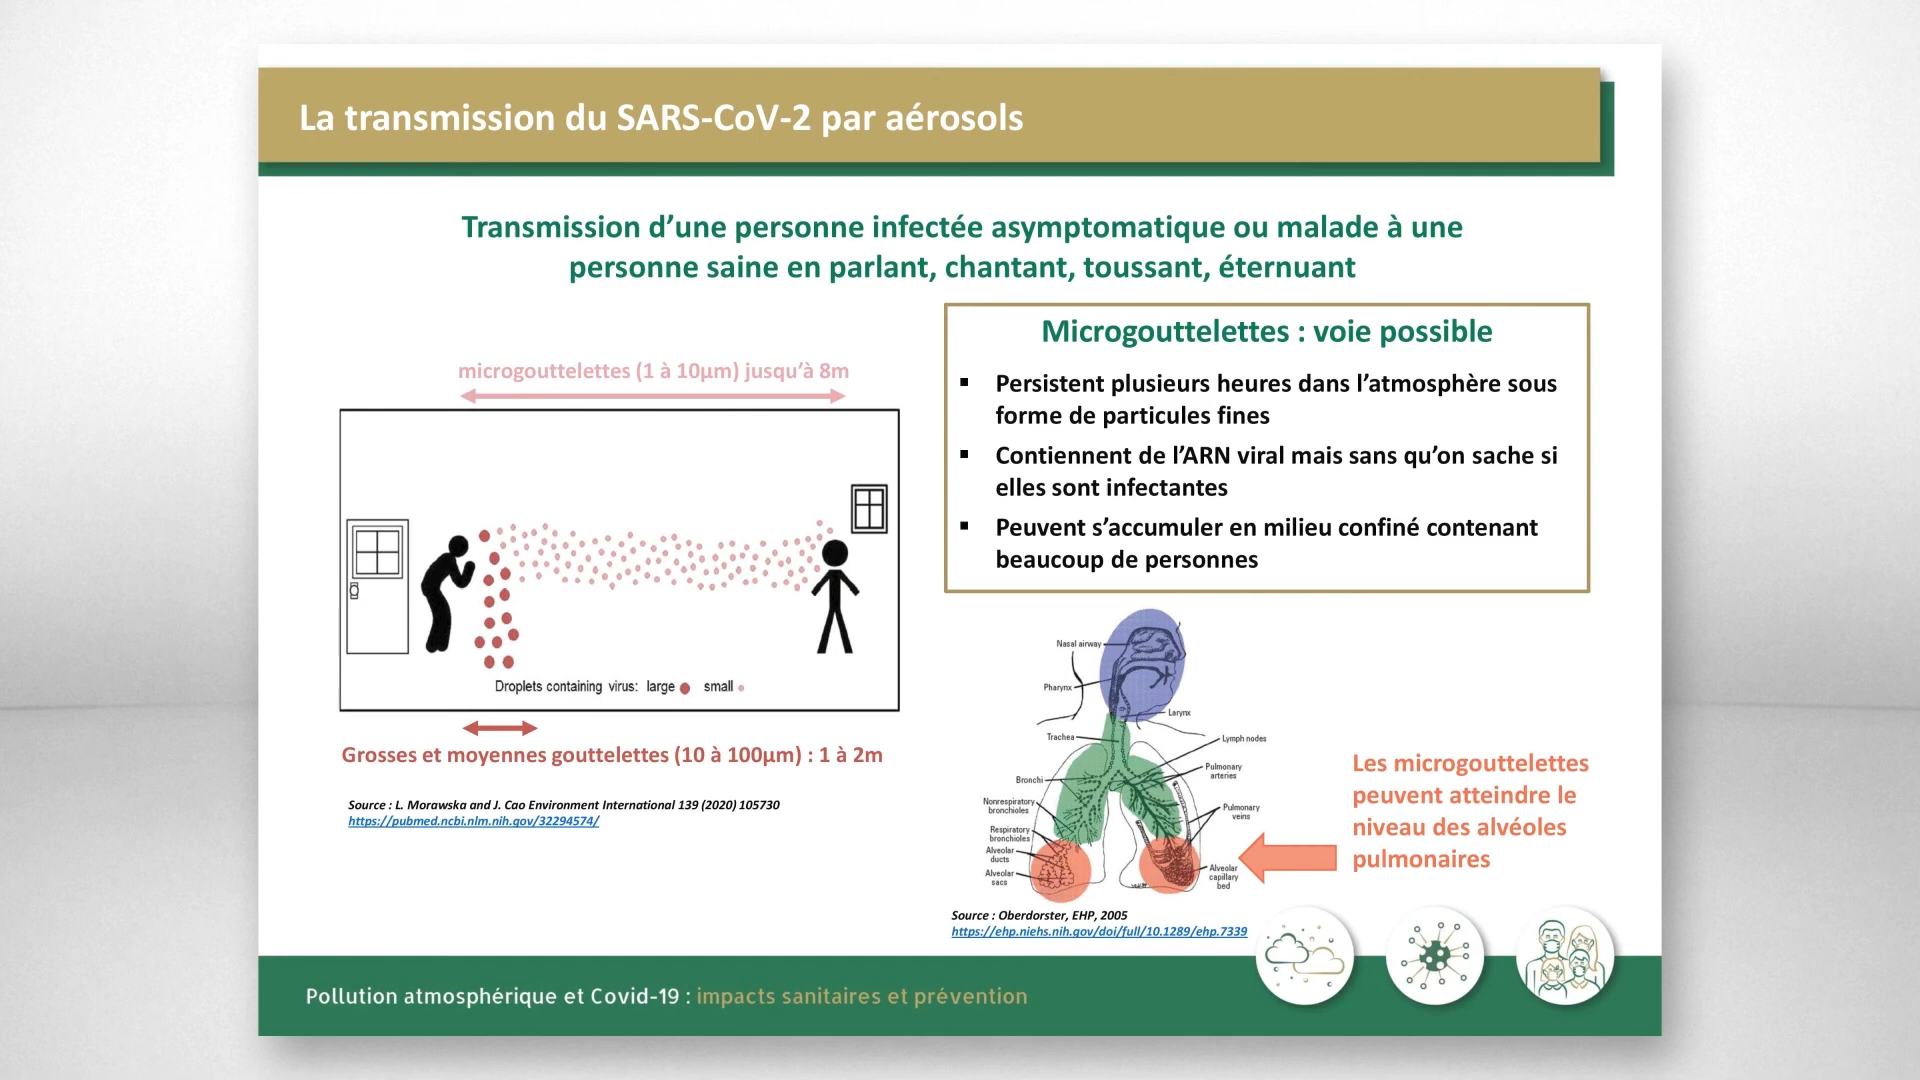 La transmission du SARS-CoV-2 par aérosols
Transmission d’une personne infectée asymptomatique ou malade à une
personne saine en parlant, chantant, toussant, éternuant
microgouttelettes (1 à 10µm) jusqu’à 8m
Droplets containing virus: large small
Grosses et moyennes gouttelettes (10 à 100µm) : 1 à 2m
Source : L. Morawska and J. Cao Environment International 139 (2020) 105730
https://pubmed.ncbi.nlm.nih.gov/32294574/
Microgouttelettes : voie possible
▪ Persistent plusieurs heures dans l’atmosphère sous
forme de particules fines
▪ Contiennent de l’ARN viral mais sans qu’on sache si
elles sont infectantes
▪ Peuvent s’accumuler en milieu confiné contenant
beaucoup de personnes
Nasal airway
Pharynx
Larynx
Trachea
Lymph nodes
Pulmonary
arteries
Bronchi
Nonrespiratory
bronchioles
Pulmonary
veins
Respiratory
bronchioles
Alveolar
ducts
Alveolar
sacs
Alveolar
capillary
bed
Les microgouttelettes
peuvent atteindre le
niveau des alvéoles
pulmonaires
Source : Oberdorster, EHP, 2005
https://ehp.niehs.nih.gov/doi/full/10.1289/ehp.7339
Pollution atmosphérique et Covid-19 : impacts sanitaires et prévention